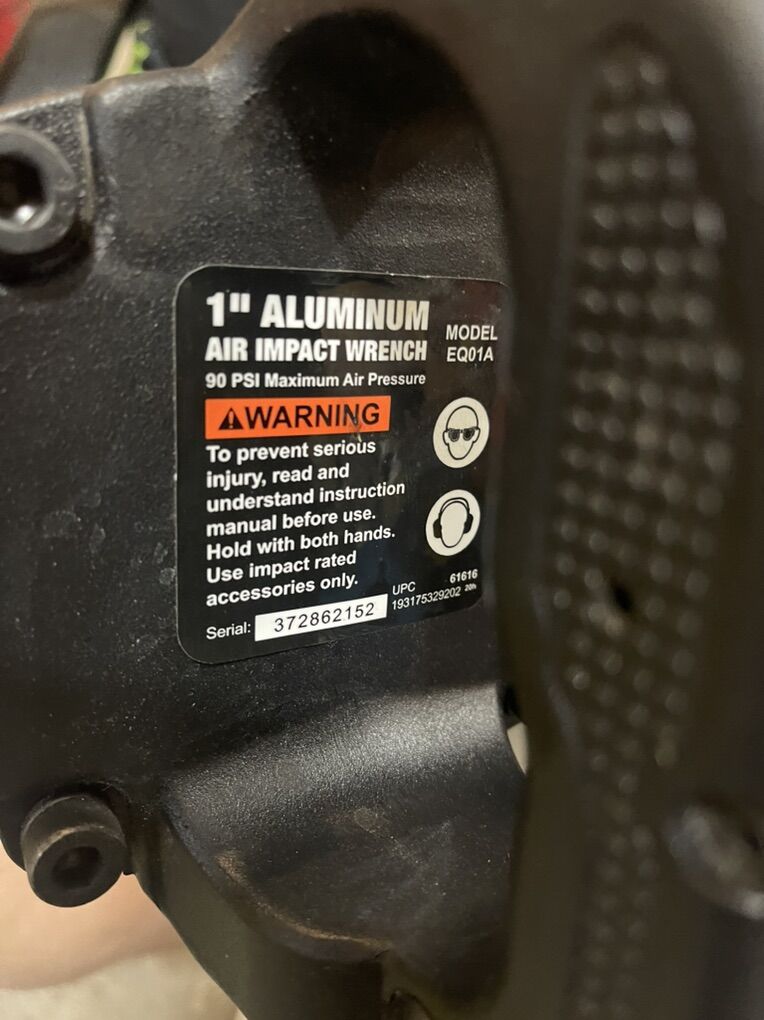 1" ALUMINUM
AIR IMPACT WRENCH
MODEL
EQ01A
90 PSI Maximum Air Pressure
WARNING
To prevent serious
injury, read and
understand instruction
manual before use.
Hold with both hands.
Use impact rated
accessories only.
Serial: 372862152
UPC 61616
193175329202 20h